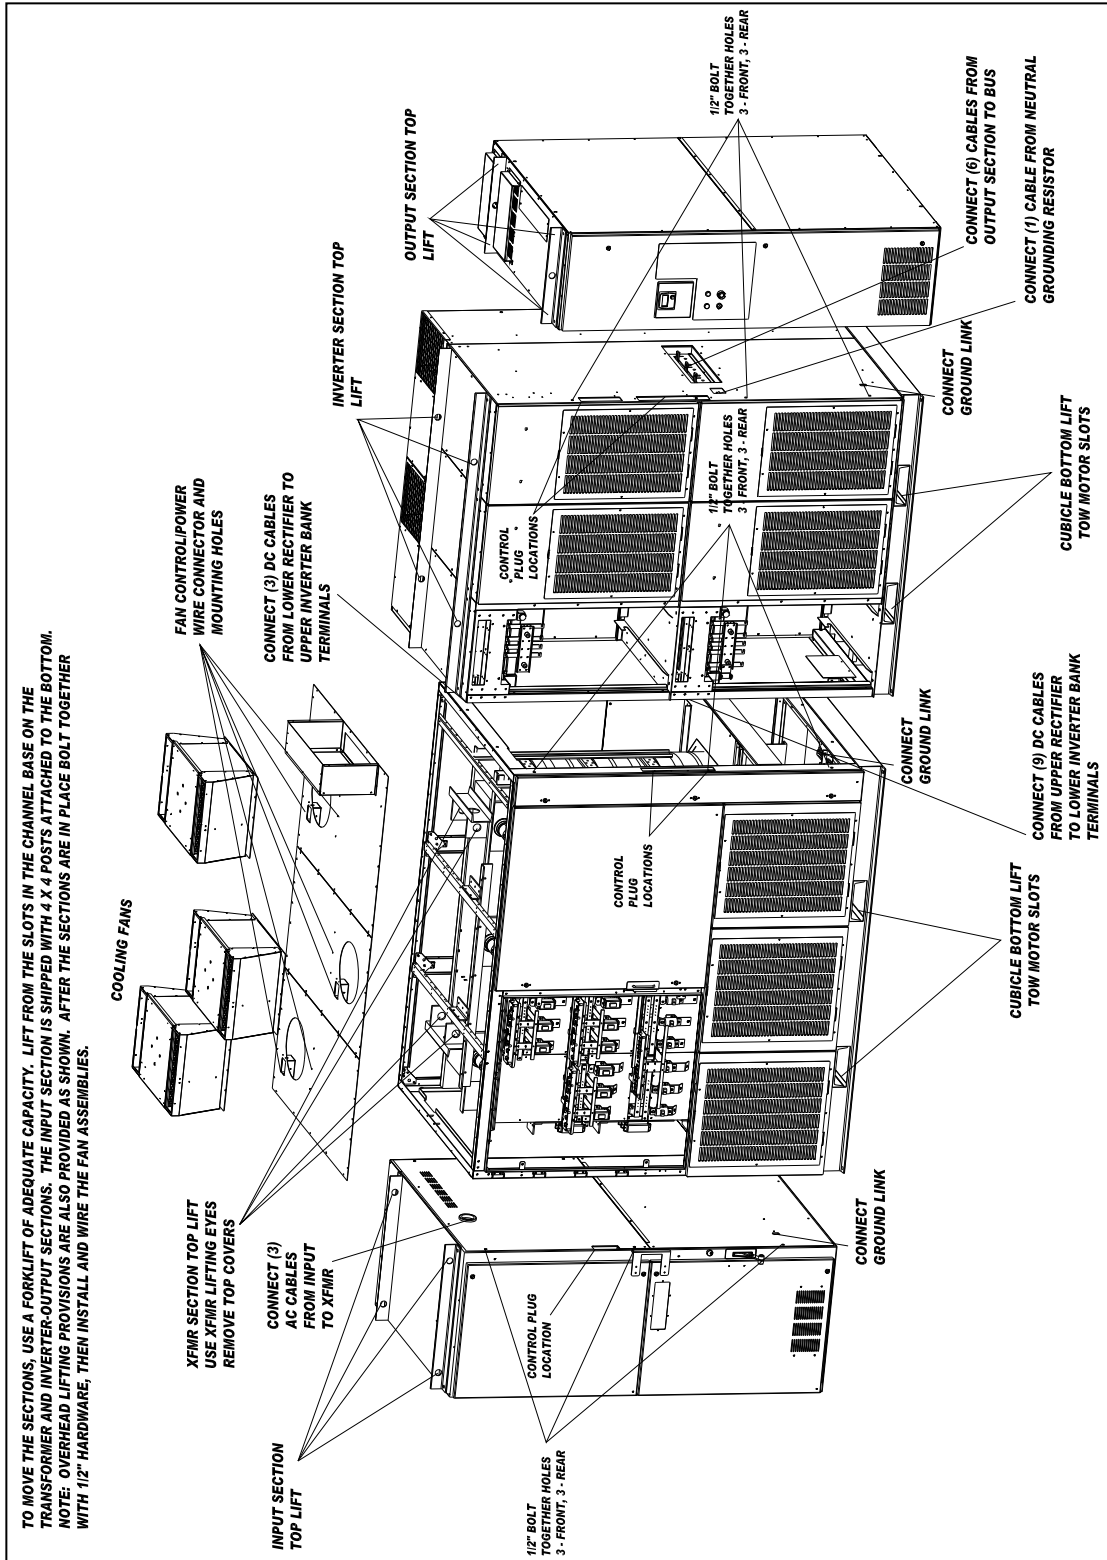 TO MOVE THE SECTIONS, USE A FORKLIFT OF ADEQUATE CAPACITY. LIFT FROM THE SLOTS IN THE CHANNEL BASE ON THE
TRANSFORMER AND INVERTER-OUTPUT SECTIONS. THE INPUT SECTION IS SHIPPED WITH 4 X 4 POSTS ATTACHED TO THE BOTTOM.
NOTE: OVERHEAD LIFTING PROVISIONS ARE ALSO PROVIDED AS SHOWN. AFTER THE SECTIONS ARE IN PLACE BOLT TOGETHER
WITH 1/2" HARDWARE, THEN INSTALL AND WIRE THE FAN ASSEMBLIES.
COOLING FANS
FAN CONTROL/POWER
WIRE CONNECTOR AND
MOUNTING HOLES
XFMR SECTION TOP LIFT
USE XFMR LIFTING EYES
REMOVE TOP COVERS
CONNECT (3) DC CABLES
FROM LOWER RECTIFIER TO
UPPER INVERTER BANK
TERMINALS
INVERTER SECTION TOP
LIFT
OUTPUT SECTION TOP
LIFT
INPUT SECTION
TOP LIFT
CONNECT (3)
AC CABLES
FROM INPUT
TO XFMR
CONTROL PLUG
LOCATION
1/2" BOLT
TOGETHER HOLES
3 - FRONT, 3 - REAR
CONNECT
GROUND LINK
CONTROL
PLUG
LOCATIONS
CUBICLE BOTTOM LIFT
TOW MOTOR SLOTS
CONTROL
PLUG
LOCATIONS
1/2" BOLT
TOGETHER HOLES
3 - FRONT, 3 - REAR
CONNECT
GROUND LINK
CONNECT (9) DC CABLES
FROM UPPER RECTIFIER
TO LOWER INVERTER BANK
TERMINALS
CUBICLE BOTTOM LIFT
TOW MOTOR SLOTS
CONNECT
GROUND LINK
1/2" BOLT
TOGETHER HOLES
3 - FRONT, 3 - REAR
CONNECT (6) CABLES FROM
OUTPUT SECTION TO BUS
CONNECT (1) CABLE FROM NEUTRAL
GROUNDING RESISTOR